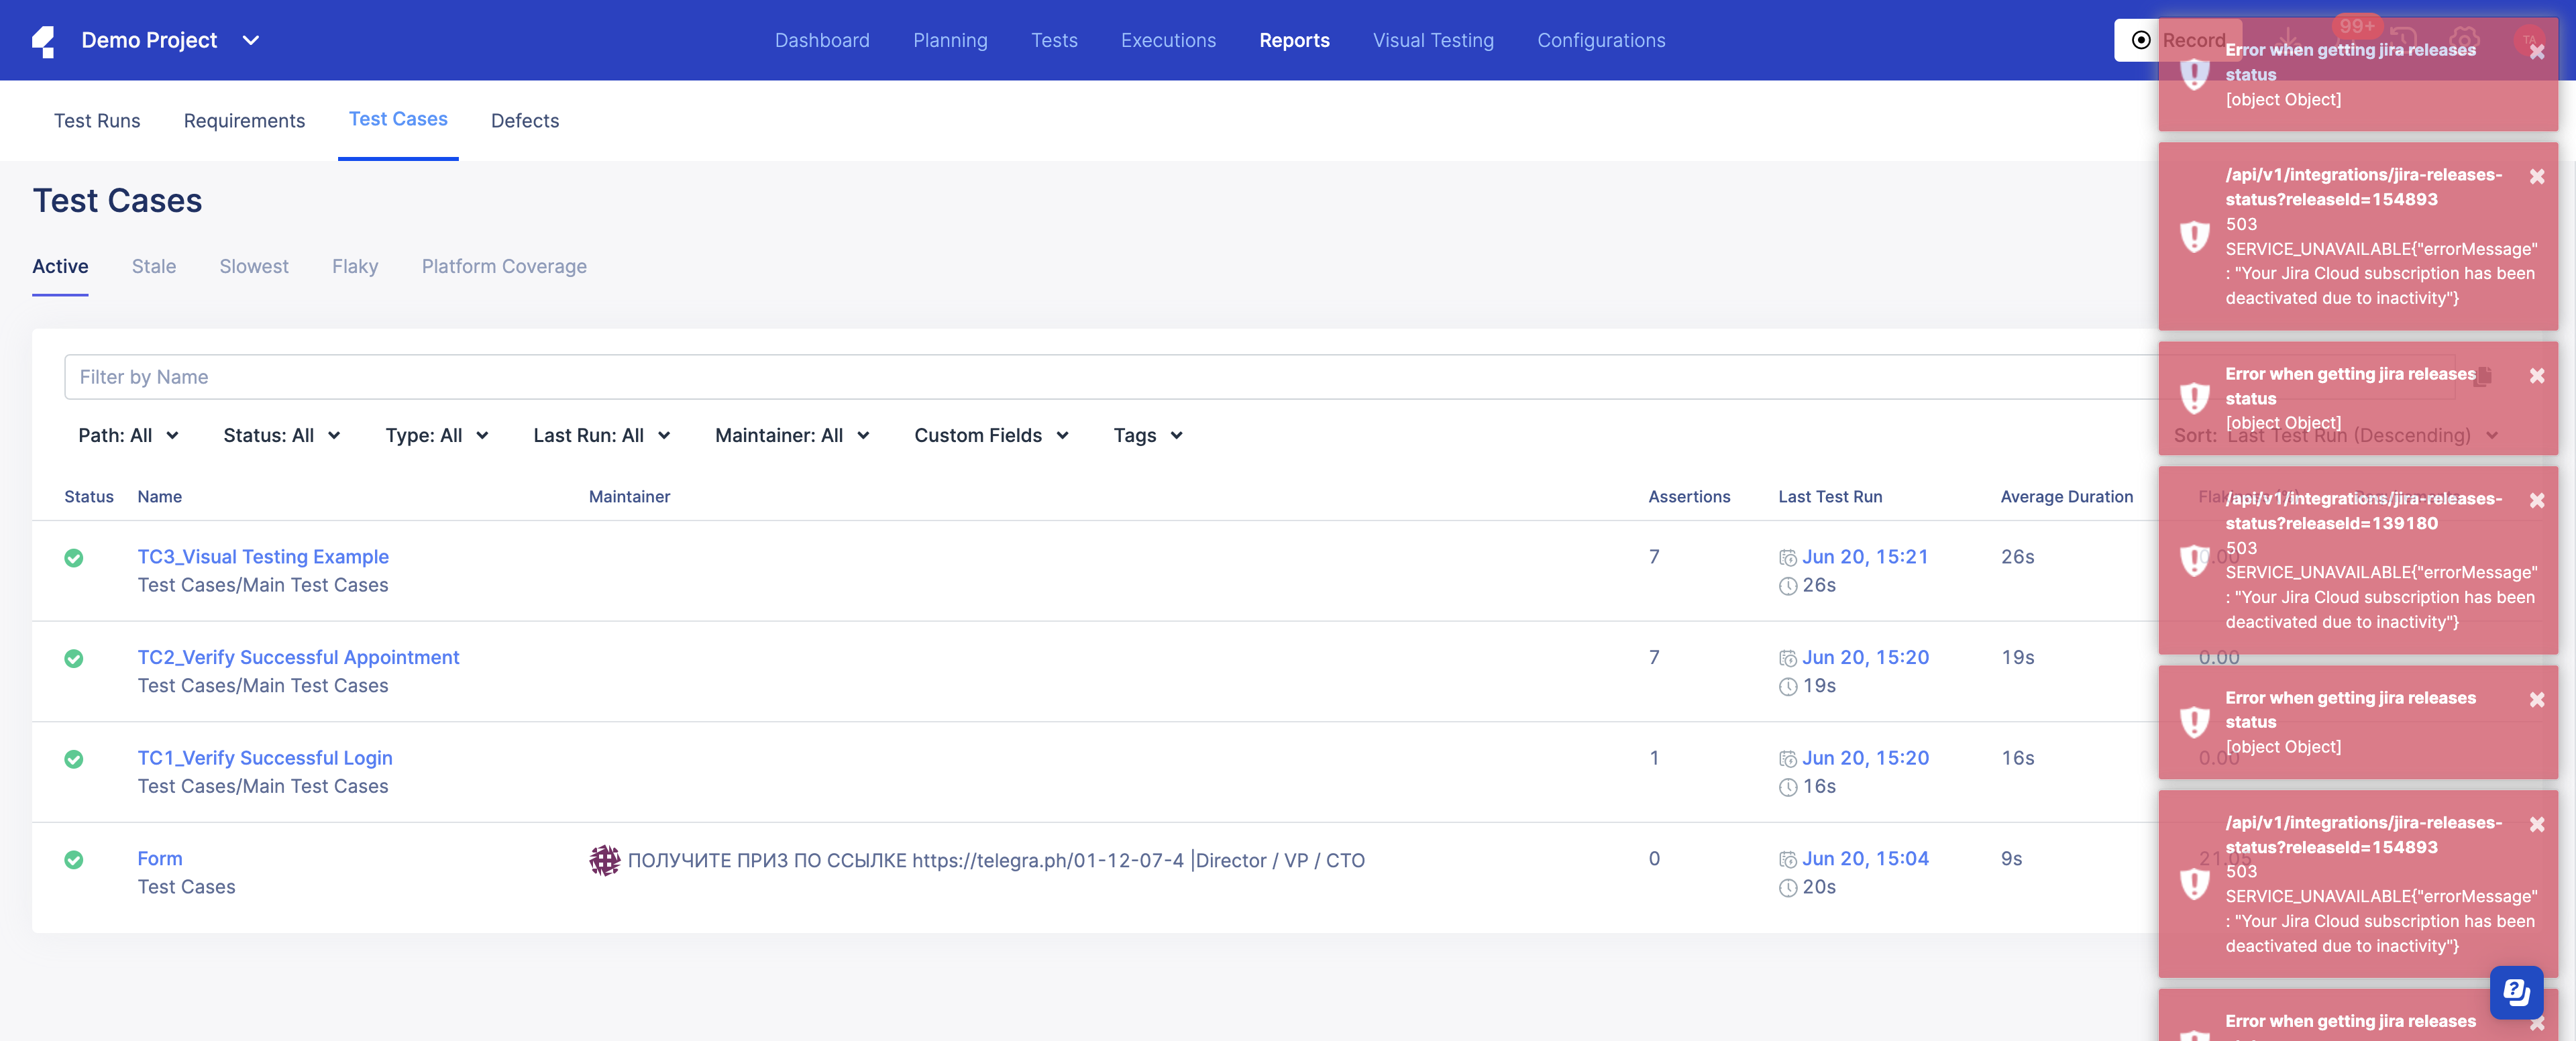 Demo Project
Dashboard
Planning
Tests
Executions
Reports
Visual Testing
Configurations
Record
99+
TA
Test Runs
Requirements
Test Cases
Defects
Test Cases
Active
Stale
Slowest
Flaky
Platform Coverage
Filter by Name
Path: All
Status: All
Type: All
Last Run: All
Maintainer: All
Custom Fields
Tags
Sort: Last Test Run (Descending)
Status
Name
Maintainer
Assertions
Last Test Run
Average Duration
TC3_Visual Testing Example
Test Cases/Main Test Cases
7
Jun 20, 15:21
26s
26s
0.00
TC2_Verify Successful Appointment
Test Cases/Main Test Cases
7
Jun 20, 15:20
19s
19s
0.00
TC1_Verify Successful Login
Test Cases/Main Test Cases
1
Jun 20, 15:20
16s
16s
0.00
Form
Test Cases
ПОЛУЧИТЕ ПРИЗ ПО ССЫЛКЕ https://telegra.ph/01-12-07-4 |Director / VP / CTO
0
Jun 20, 15:04
20s
9s
21.05
Error when getting jira releases
status
[object Object]
/api/v1/integrations/jira-releases-
status?releaseId=154893
503
SERVICE_UNAVAILABLE{"errorMessage"
: "Your Jira Cloud subscription has been
deactivated due to inactivity"}
Error when getting jira releases
status
[object Object]
/api/v1/integrations/jira-releases-
status?releaseId=139180
503
SERVICE_UNAVAILABLE{"errorMessage"
: "Your Jira Cloud subscription has been
deactivated due to inactivity"}
Error when getting jira releases
status
[object Object]
/api/v1/integrations/jira-releases-
status?releaseId=154893
503
SERVICE_UNAVAILABLE{"errorMessage"
: "Your Jira Cloud subscription has been
deactivated due to inactivity"}
Error when getting jira releases